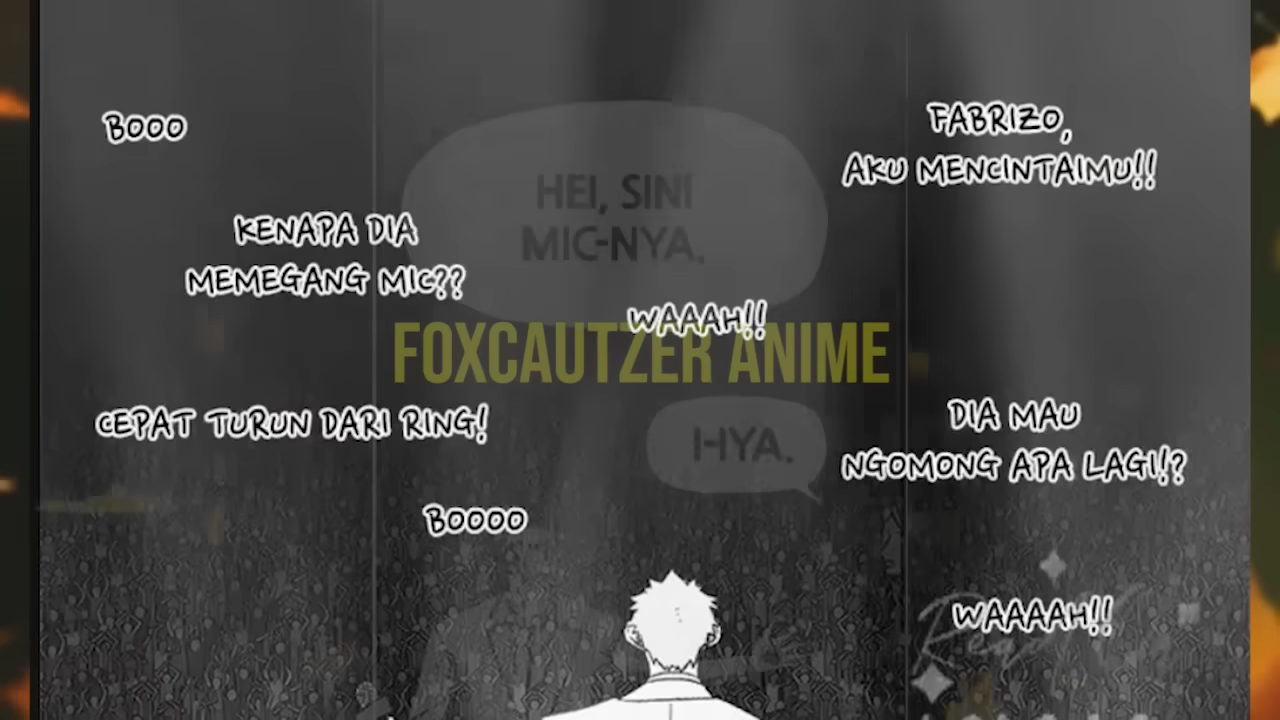 BOOO
FABRIZO,
AKU MENCINTAIMU!!
HEI, SINI
MIC-NYA.
KENAPA DIA
MEMEGANG MIC??
WAAAH!!
FOXCAUTZER ANIME
CEPAT TURUN DARI RING!
I-IYA.
DIA MAU
NGOMONG APA LAGI!?
BOOOO
WAAAAH!!